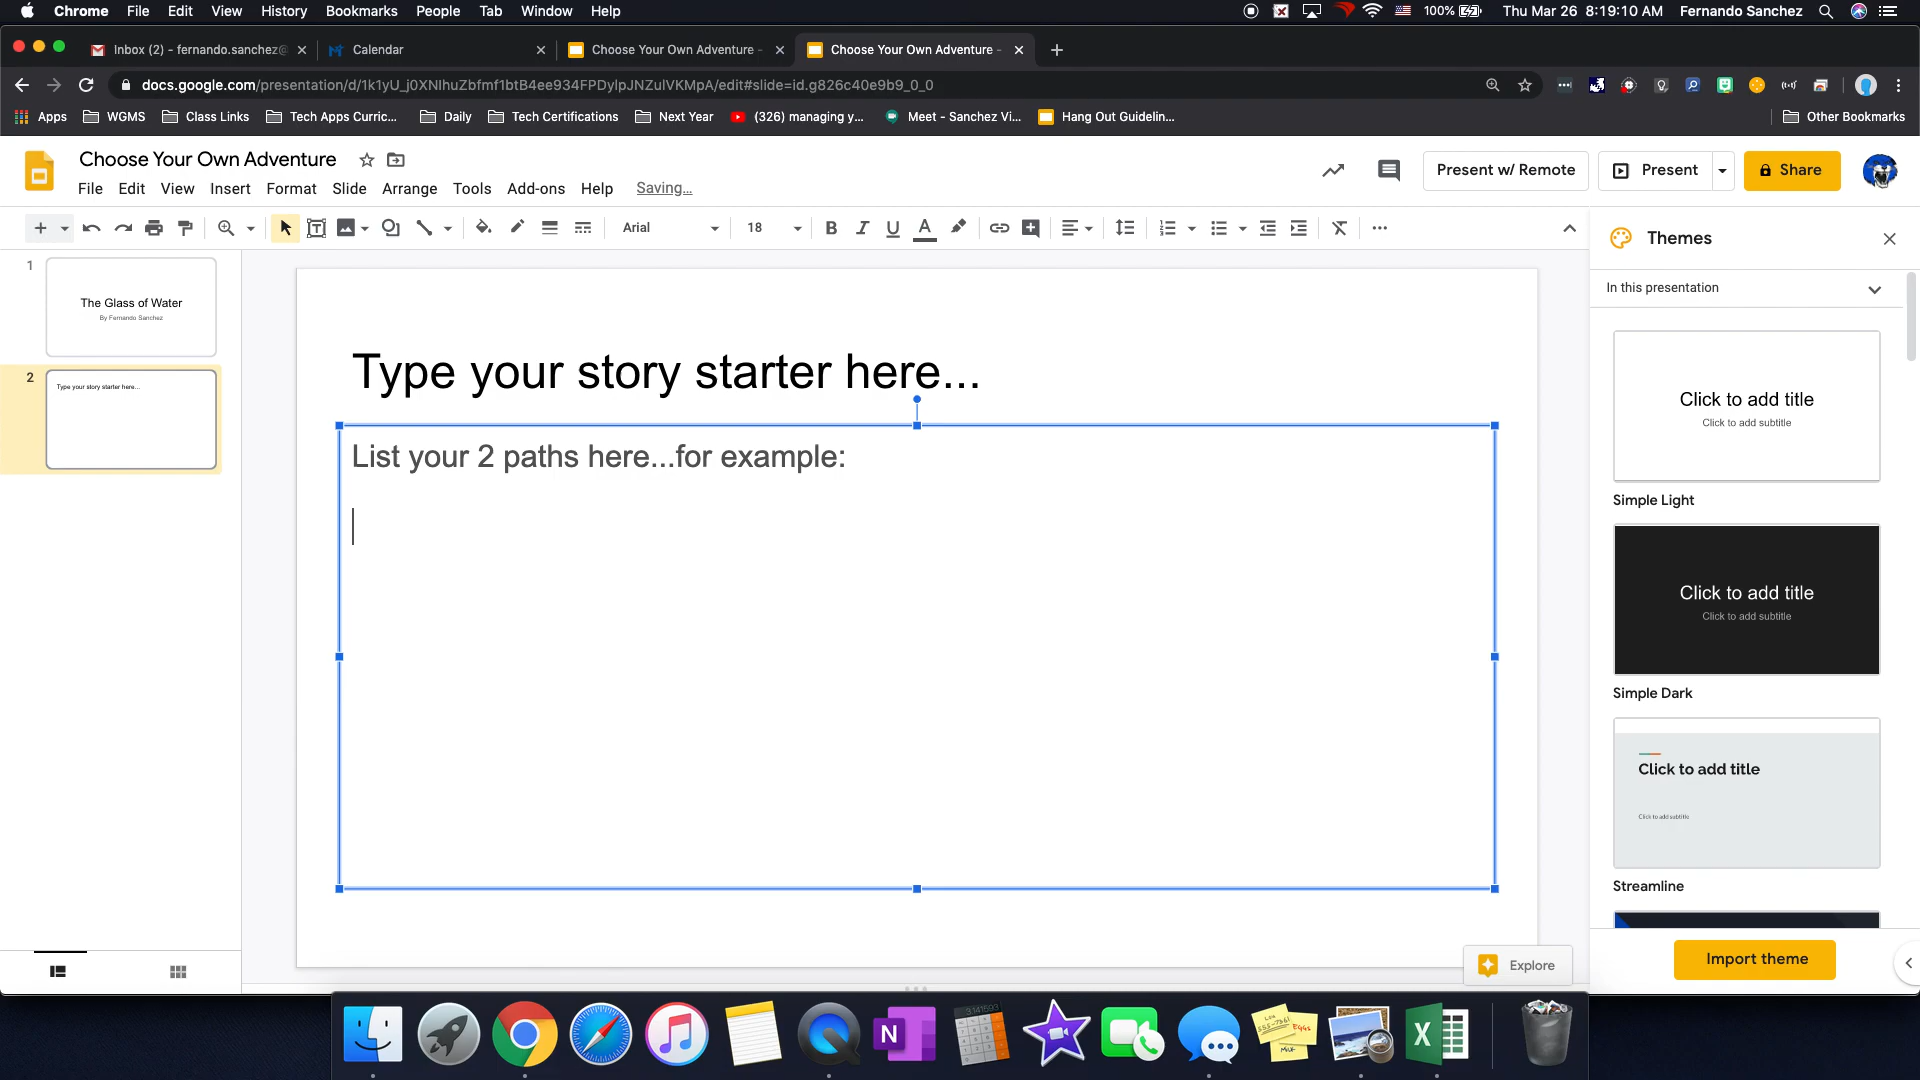 Chrome File Edit View History Bookmarks People Tab Window Help 100% Thu Mar 26 8:19:10 AM Fernando Sanchez
Inbox (2) - fernando.sanchez@ Calendar Choose Your Own Adventure - Choose Your Own Adventure -
docs.google.com/presentation/d/1k1yU_j0XNIhuZbfmf1btB4ee934FPDylpJNZulVKMpA/edit#slide=id.g826c40e9b9_0_0
Apps WGMS Class Links Tech Apps Curric... Daily Tech Certifications Next Year (326) managing y... Meet - Sanchez Vi... Hang Out Guidelin... Other Bookmarks
Choose Your Own Adventure
File Edit View Insert Format Slide Arrange Tools Add-ons Help Saving...
Present w/ Remote Present Share
Arial 18
Themes
In this presentation
1
The Glass of Water
By Fernando Sanchez
2
Type your story starter here...
Type your story starter here...
List your 2 paths here...for example:
Click to add title
Click to add subtitle
Simple Light
Click to add title
Click to add subtitle
Simple Dark
Click to add title
Click to add subtitle
Streamline
Import theme
Explore